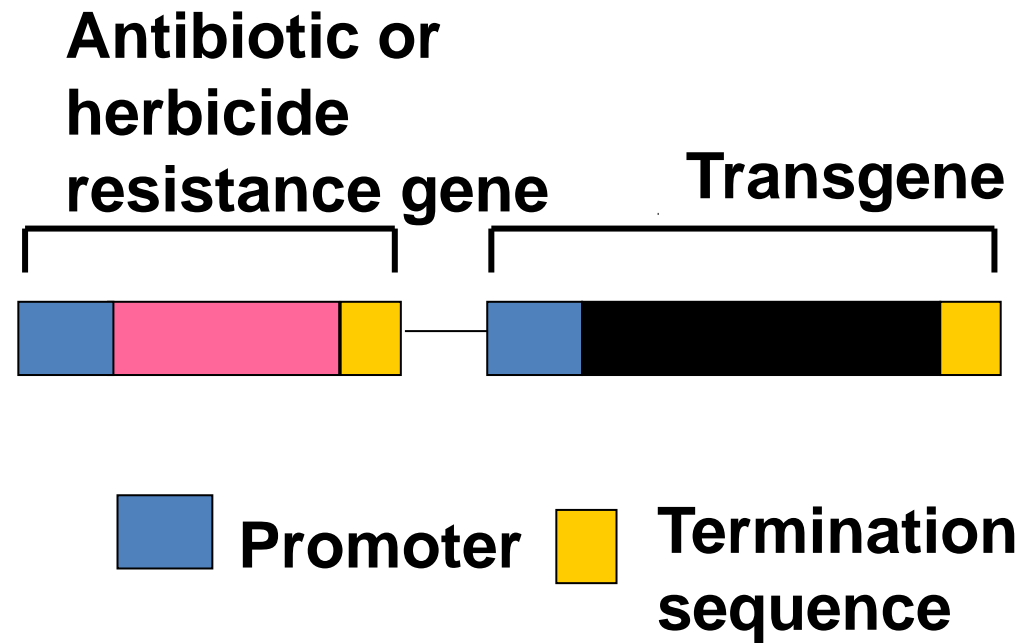 Antibiotic or
herbicide
resistance gene
Transgene
Promoter
Termination
sequence